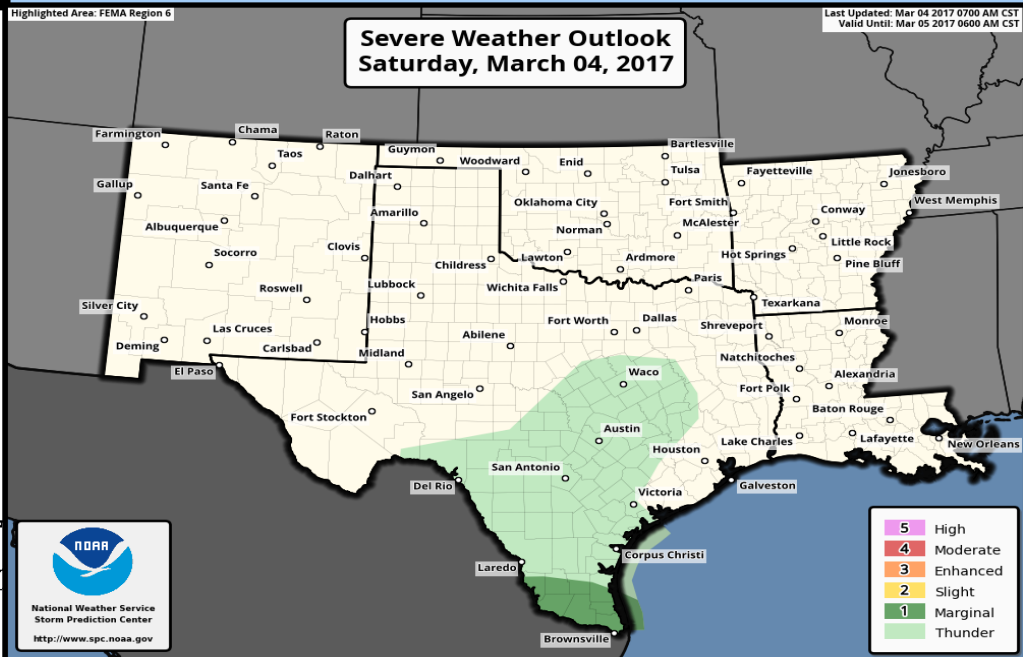 Highlighted Area: FEMA Region 6
Last Updated: Mar 04 2017 0700 AM CST
Valid Until: Mar 05 2017 0600 AM CST
Severe Weather Outlook
Saturday, March 04, 2017
Farmington
Chama
Raton
Taos
Guymon
Woodward
Enid
Bartlesville
Tulsa
Fayetteville
Jonesboro
Gallup
Santa Fe
Dalhart
Oklahoma City
Fort Smith
West Memphis
Albuquerque
Amarillo
Norman
McAlester
Conway
Little Rock
Socorro
Clovis
Childress
Lawton
Ardmore
Hot Springs
Pine Bluff
Roswell
Lubbock
Wichita Falls
Paris
Texarkana
Silver City
Las Cruces
Hobbs
Abilene
Fort Worth
Dallas
Shreveport
Monroe
Deming
Carlsbad
Midland
Natchitoches
El Paso
San Angelo
Waco
Fort Polk
Alexandria
Fort Stockton
Austin
Baton Rouge
Houston
Lake Charles
Lafayette
New Orleans
San Antonio
Del Rio
Victoria
Galveston
Corpus Christi
Laredo
Brownsville
NOAA
National Weather Service
Storm Prediction Center
http://www.spc.noaa.gov
5 High
4 Moderate
3 Enhanced
2 Slight
1 Marginal
Thunder